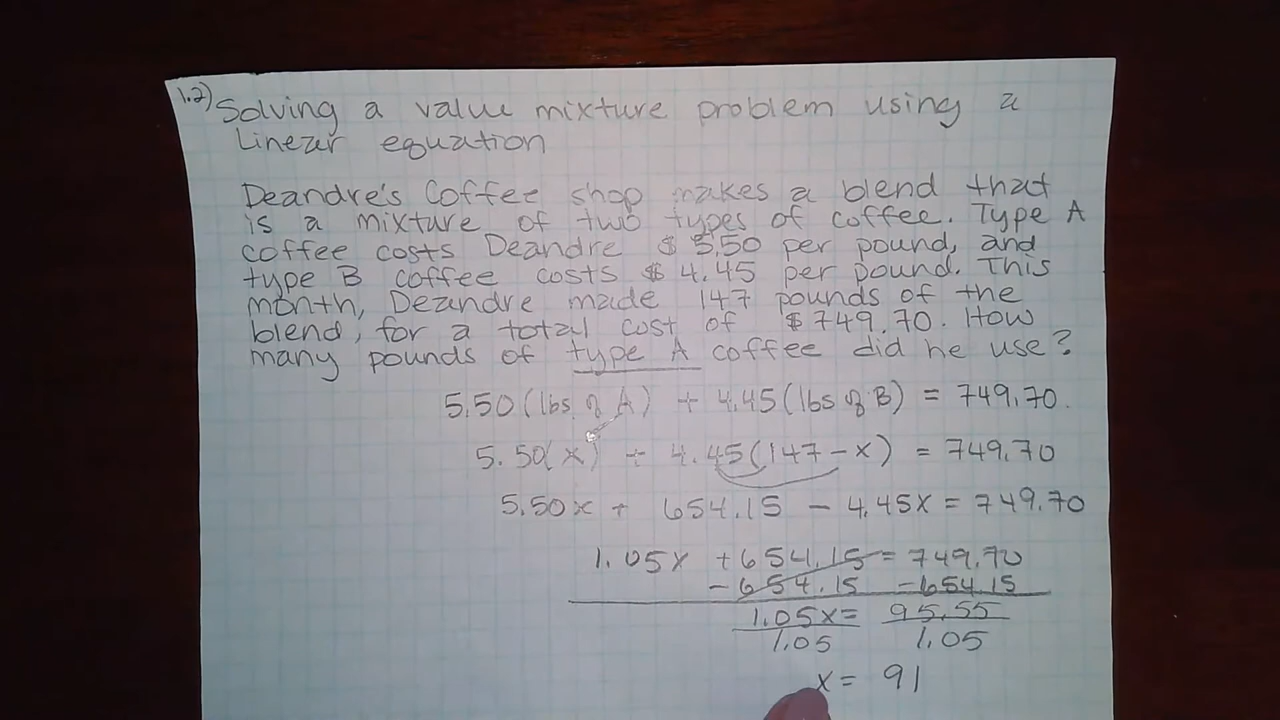 1.2) Solving a value mixture problem using a
Linear equation
Deandre's Coffee shop makes a blend that
is a mixture of two types of coffee. Type A
coffee costs Deandre $ 5.50 per pound, and
type B coffee costs $ 4.45 per pound. This
month, Deandre made 147 pounds of the
blend, for a total cost of $749.70. How
many pounds of type A coffee did he use?
5.50(lbs of A) + 4.45(lbs of B) = 749.70.
5.50(x) + 4.45(147-x) = 749.70
5.50x + 654.15 - 4.45x = 749.70
1.05x + 654.15 = 749.70
-654.15 -654.15
1.05x = 95.55
1.05 1.05
x = 91